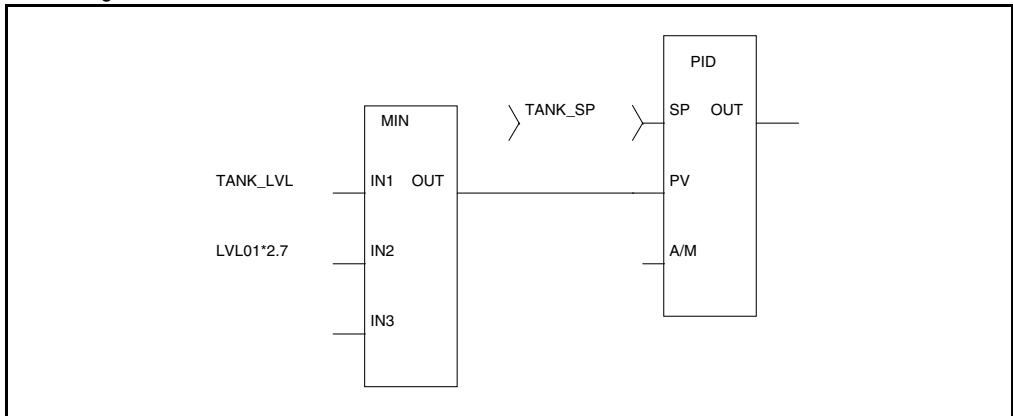 PID
TANK_SP
SP OUT
MIN
TANK_LVL
IN1 OUT
PV
LVL01*2.7
IN2
A/M
IN3